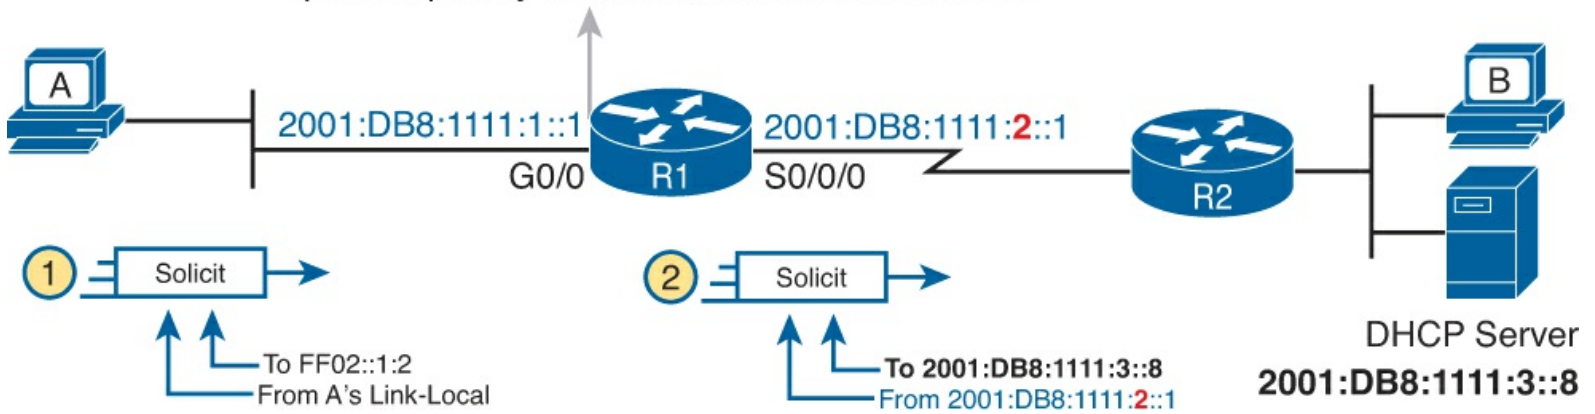 A
B
2001:DB8:1111:1::1
2001:DB8:1111:2::1
G0/0
R1
S0/0/0
R2
1
Solicit
To FF02::1:2
From A's Link-Local
2
Solicit
To 2001:DB8:1111:3::8
From 2001:DB8:1111:2::1
DHCP Server
2001:DB8:1111:3::8